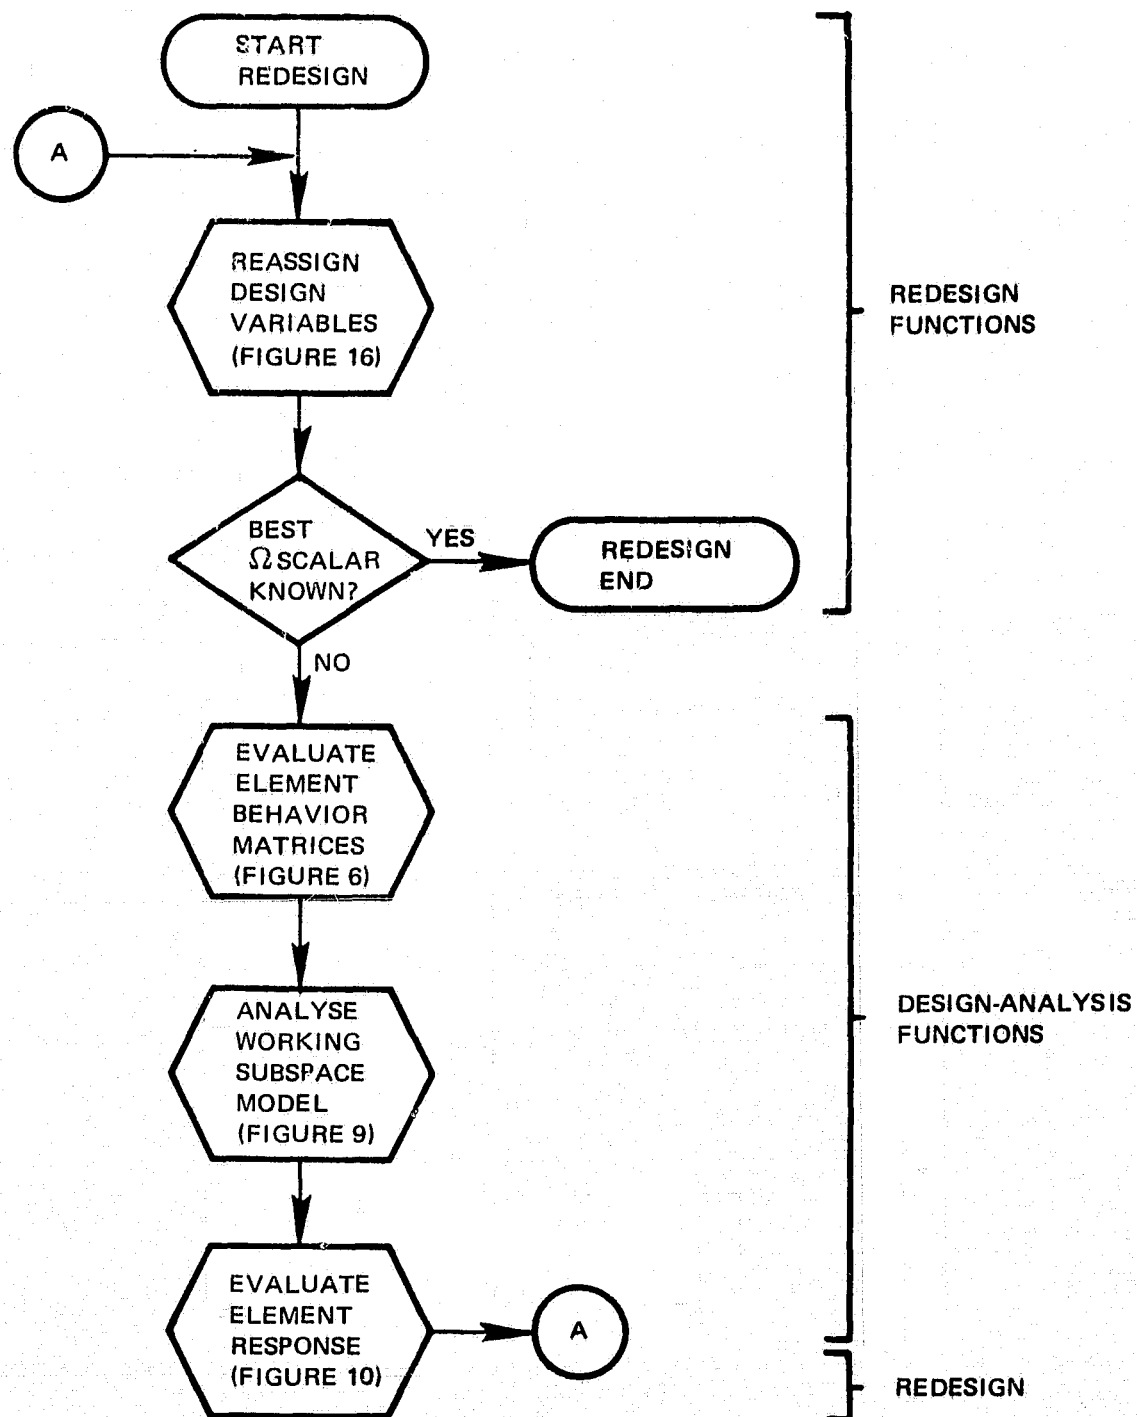 START
REDESIGN
A
REASSIGN
DESIGN
VARIABLES
(FIGURE 16)
REDESIGN
FUNCTIONS
BEST
Ω SCALAR
KNOWN?
YES
REDESIGN
END
NO
EVALUATE
ELEMENT
BEHAVIOR
MATRICES
(FIGURE 6)
ANALYSE
WORKING
SUBSPACE
MODEL
(FIGURE 9)
DESIGN-ANALYSIS
FUNCTIONS
EVALUATE
ELEMENT
RESPONSE
(FIGURE 10)
A
REDESIGN